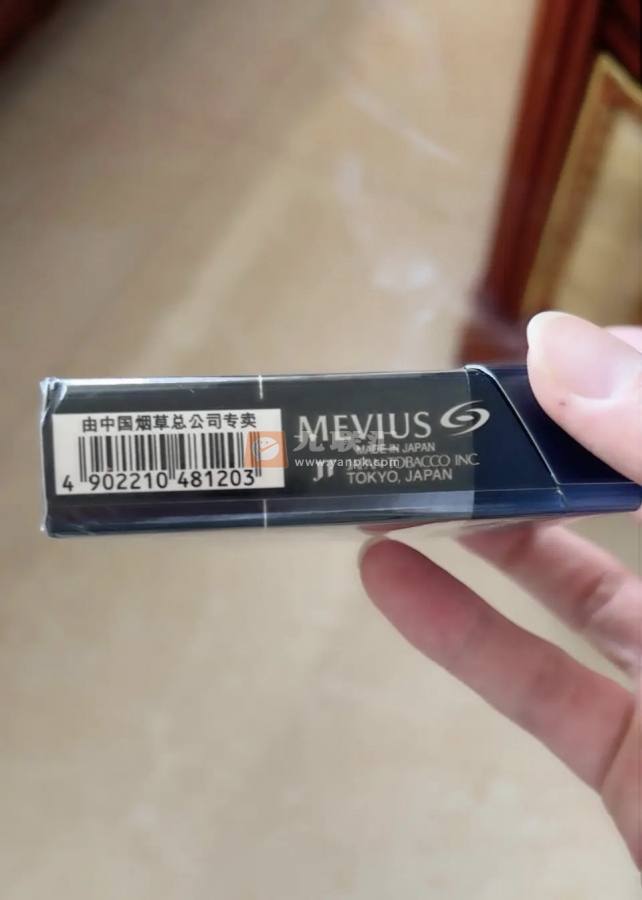 由中国烟草总公司专卖
4 902210 481203
MEVIUS
MADE IN JAPAN
JT TOBACCO INC.
TOKYO, JAPAN
www.yanpk.com